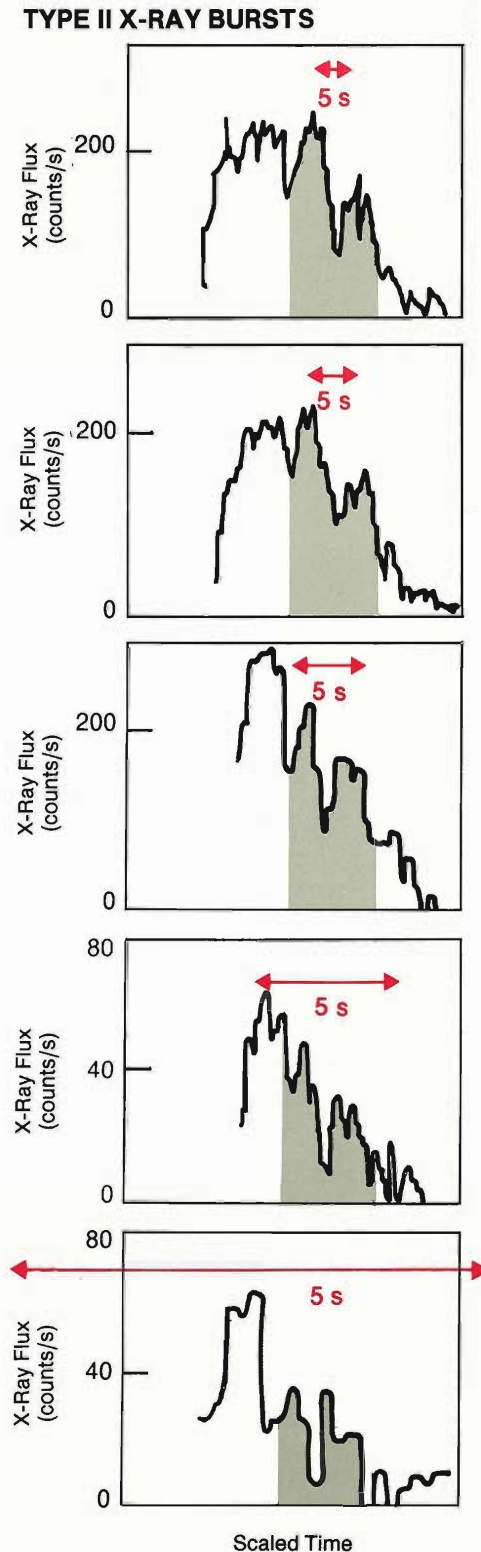 TYPE II X-RAY BURSTS
5 s
200
X-Ray Flux
(counts/s)
0
5 s
200
X-Ray Flux
(counts/s)
0
5 s
200
X-Ray Flux
(counts/s)
0
80
5 s
40
X-Ray Flux
(counts/s)
0
80
5 s
40
X-Ray Flux
(counts/s)
0
Scaled Time